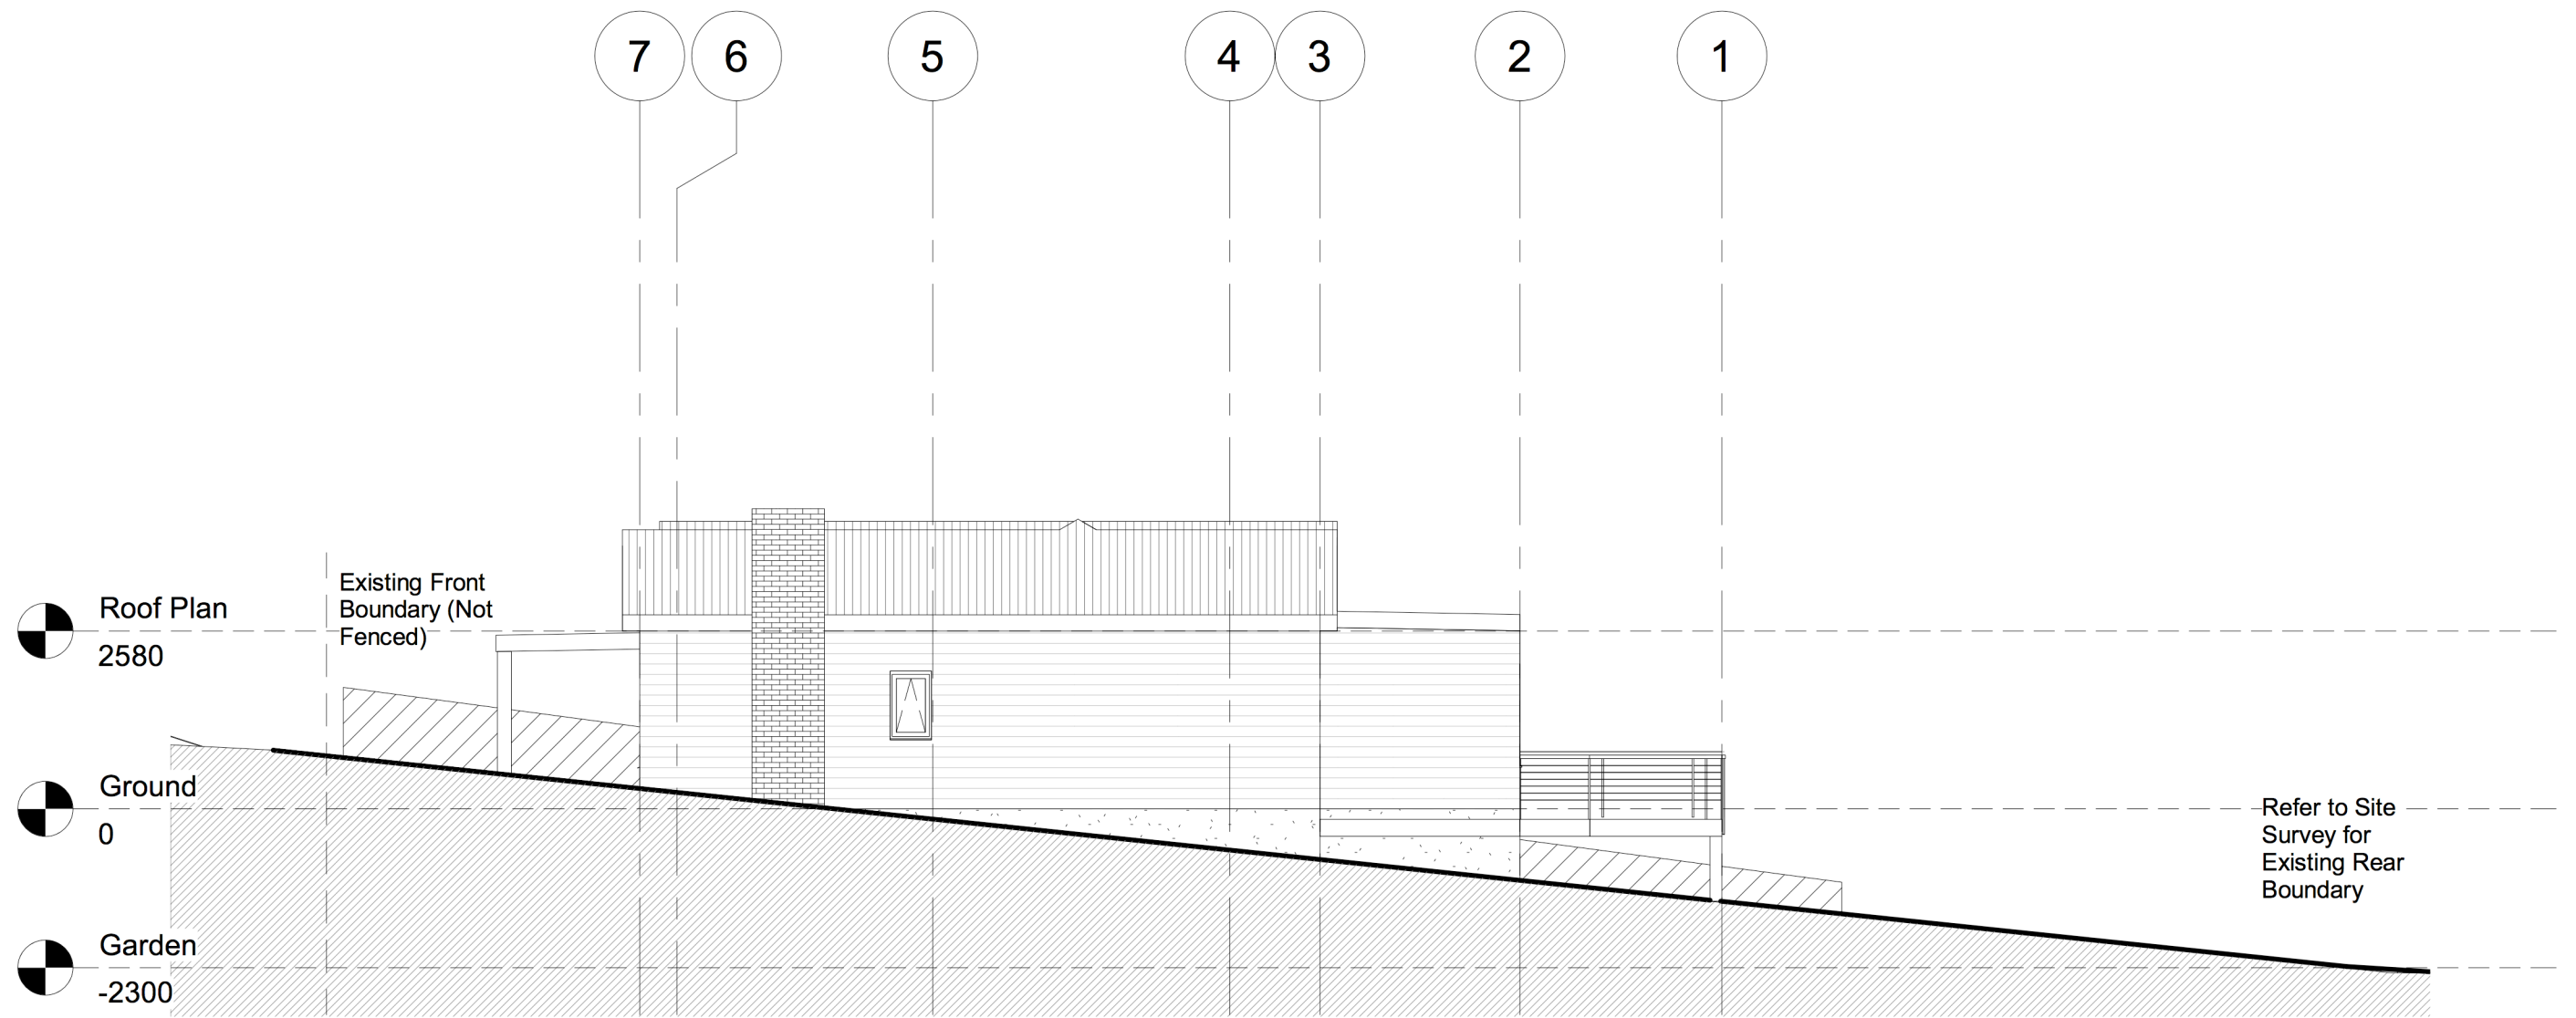 7 6 5 4 3 2 1
Existing Front
Boundary (Not
Fenced)
Roof Plan
2580
Ground
0
Refer to Site
Survey for
Existing Rear
Boundary
Garden
-2300